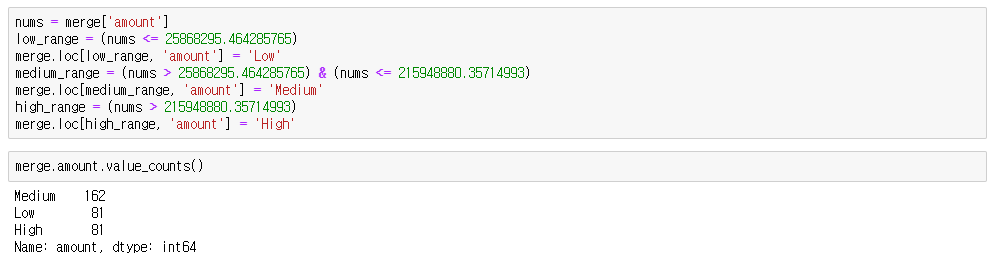 nums = merge['amount']
low_range = (nums <= 25868295.464285765)
merge.loc[low_range, 'amount'] = 'Low'
medium_range = (nums > 25868295.464285765) & (nums <= 215948880.35714993)
merge.loc[medium_range, 'amount'] = 'Medium'
high_range = (nums > 215948880.35714993)
merge.loc[high_range, 'amount'] = 'High'
merge.amount.value_counts()
Medium    162
Low        81
High       81
Name: amount, dtype: int64